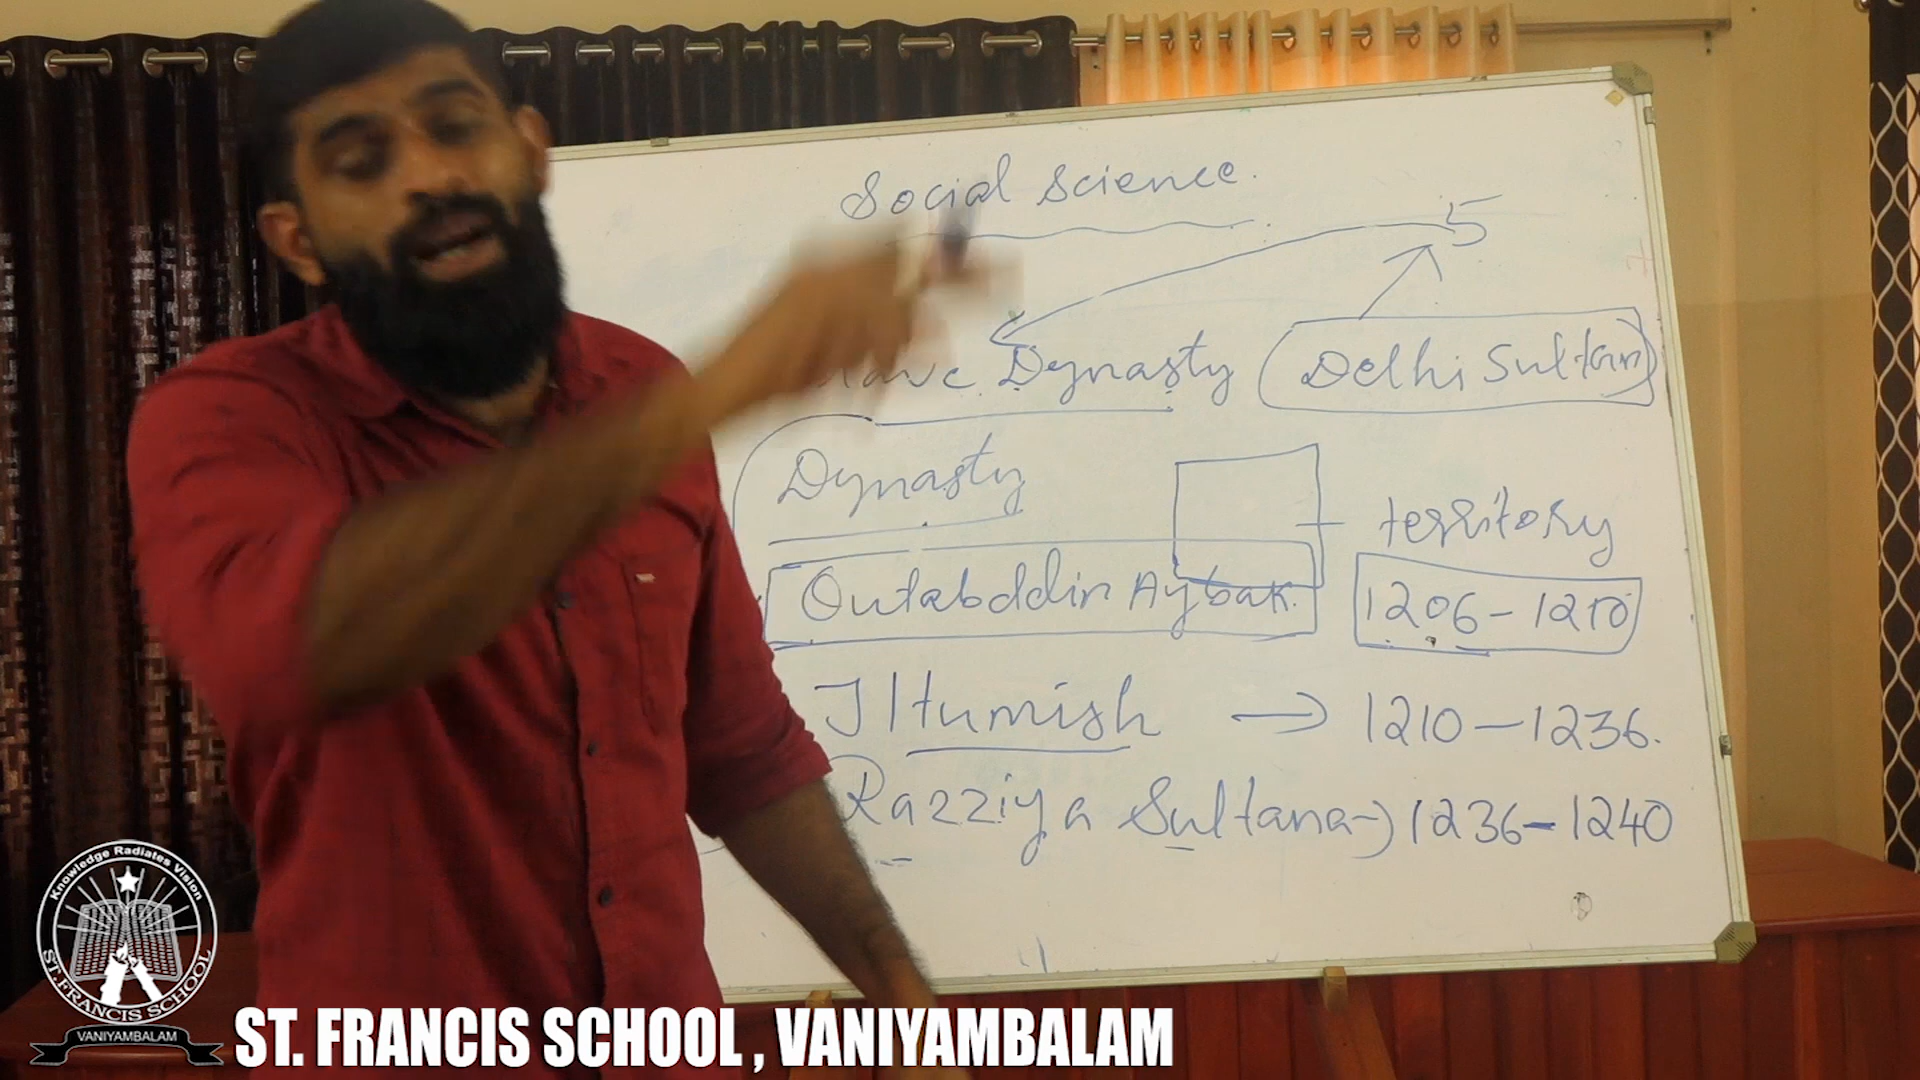 Social Science.
5
Dynasty Delhi Sultan
Dynasty
territory
Qutabddin Aybak. 1206-1210
Iltumish → 1210-1236.
Razziya Sultana → 1236-1240
Knowledge Radiates Vision
ST. FRANCIS SCHOOL
VANIYAMBALAM
ST. FRANCIS SCHOOL , VANIYAMBALAM